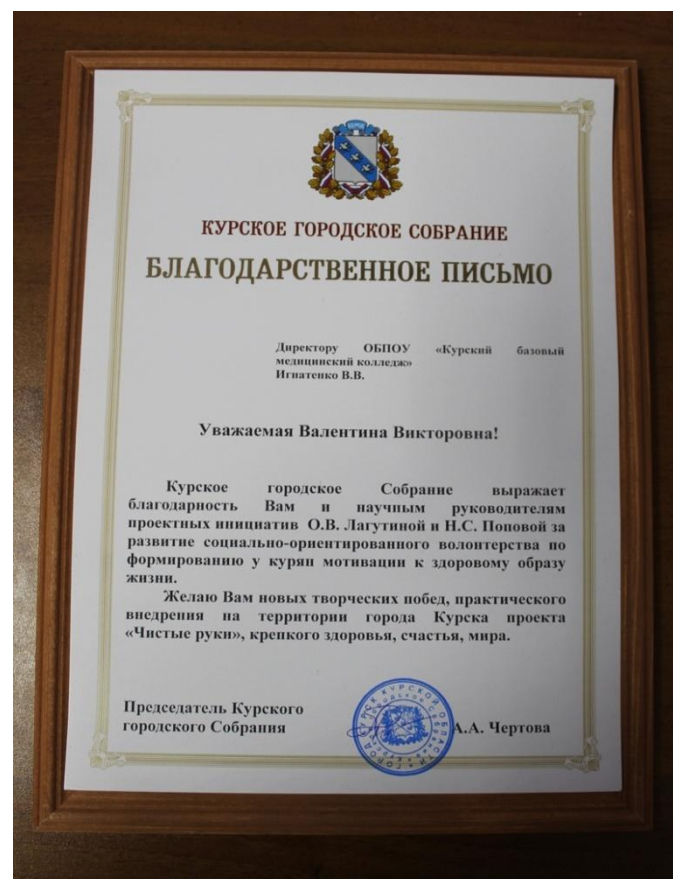 КУРСКОЕ ГОРОДСКОЕ СОБРАНИЕ
БЛАГОДАРСТВЕННОЕ ПИСЬМО
Директору ОБПОУ «Курский базовый
медицинский колледж»
Игнатенко В.В.
Уважаемая Валентина Викторовна!
Курское городское Собрание выражает
благодарность Вам и научным руководителям
проектных инициатив О.В. Лагутиной и Н.С. Поповой за
развитие социально-ориентированного волонтерства по
формированию у курян мотивации к здоровому образу
жизни.
Желаю Вам новых творческих побед, практического
внедрения на территории города Курска проекта
«Чистые руки», крепкого здоровья, счастья, мира.
Председатель Курского
городского Собрания
А.А. Чертова